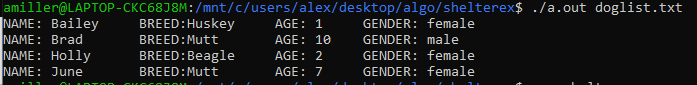 amiller@LAPTOP-CKC68J8M:/mnt/c/users/alex/desktop/algo/shelterex$ ./a.out doglist.txt
NAME: Bailey BREED:Huskey AGE: 1 GENDER: female
NAME: Brad BREED:Mutt AGE: 10 GENDER: male
NAME: Holly BREED:Beagle AGE: 2 GENDER: female
NAME: June BREED:Mutt AGE: 7 GENDER: female